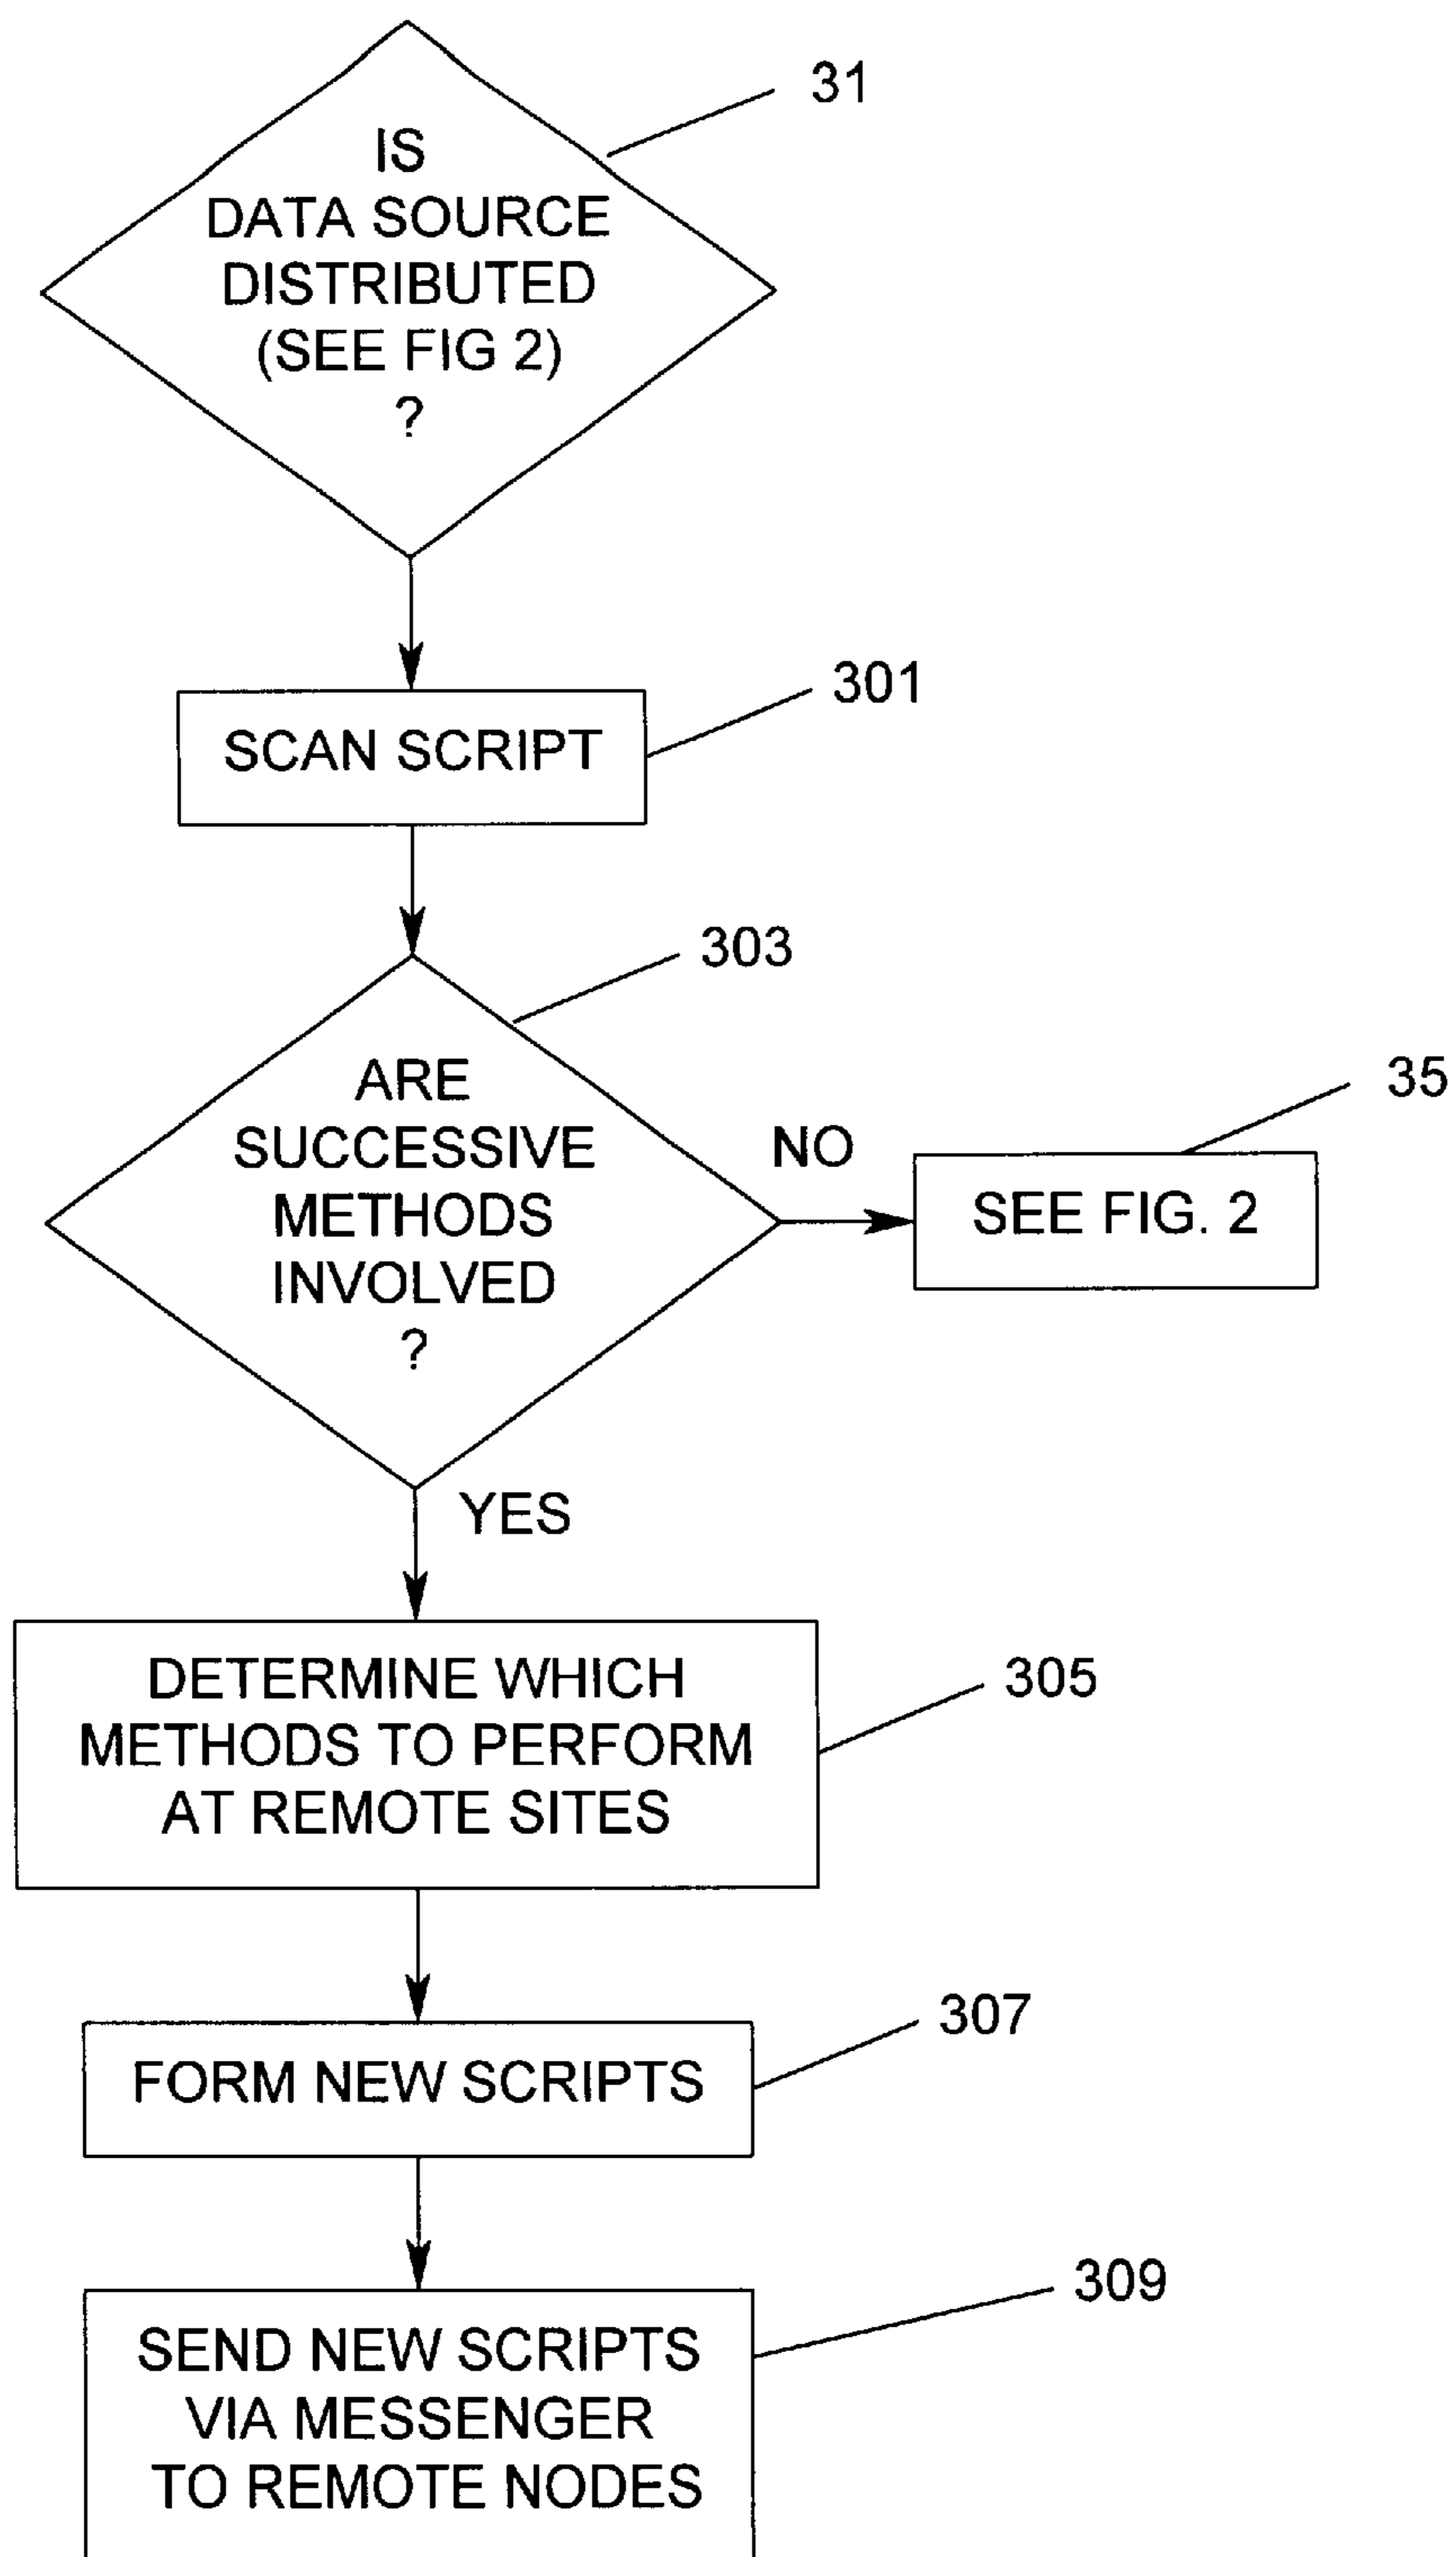 31
IS
DATA SOURCE
DISTRIBUTED
(SEE FIG 2)
?
301
SCAN SCRIPT
303
ARE
SUCCESSIVE
METHODS
INVOLVED
?
NO
35
SEE FIG. 2
YES
305
DETERMINE WHICH
METHODS TO PERFORM
AT REMOTE SITES
307
FORM NEW SCRIPTS
309
SEND NEW SCRIPTS
VIA MESSENGER
TO REMOTE NODES